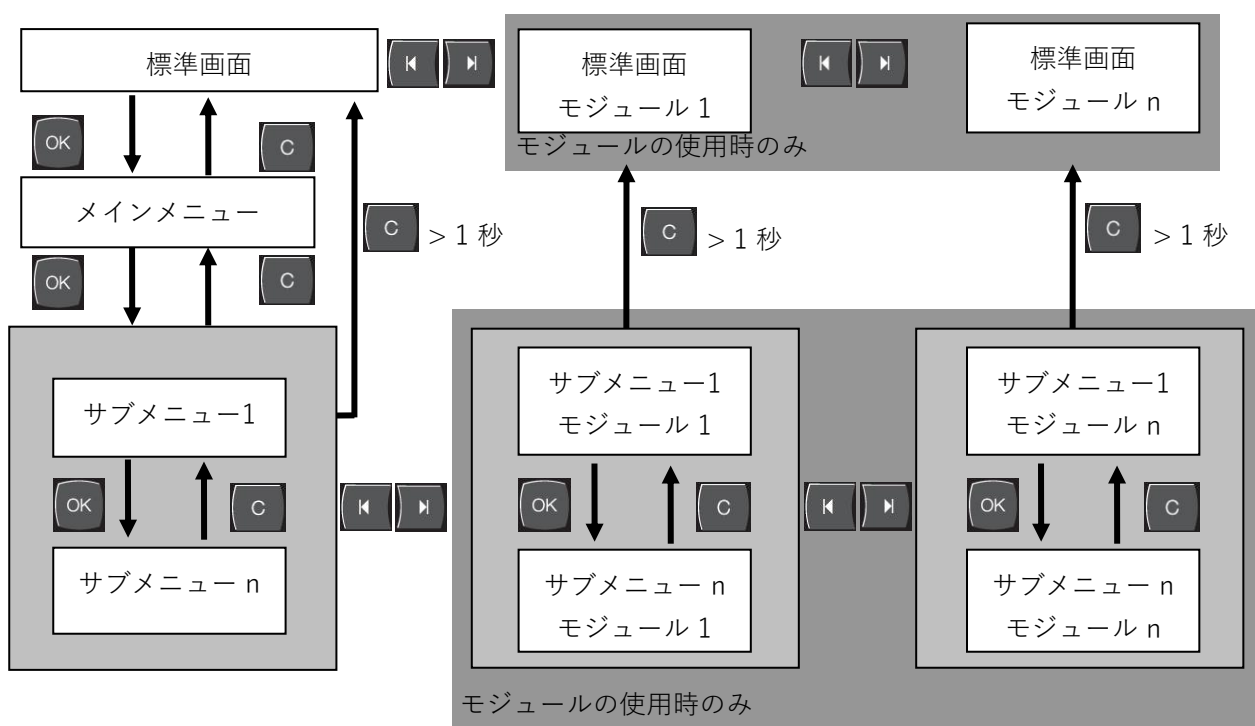 標準画面
標準画面
モジュール 1
標準画面
モジュール n
モジュールの使用時のみ
OK
C
メインメニュー
C
> 1 秒
C
> 1 秒
C
> 1 秒
OK
C
サブメニュー1
OK
C
サブメニュー n
サブメニュー1
モジュール 1
OK
C
サブメニュー n
モジュール 1
サブメニュー1
モジュール n
OK
C
サブメニュー n
モジュール n
モジュールの使用時のみ